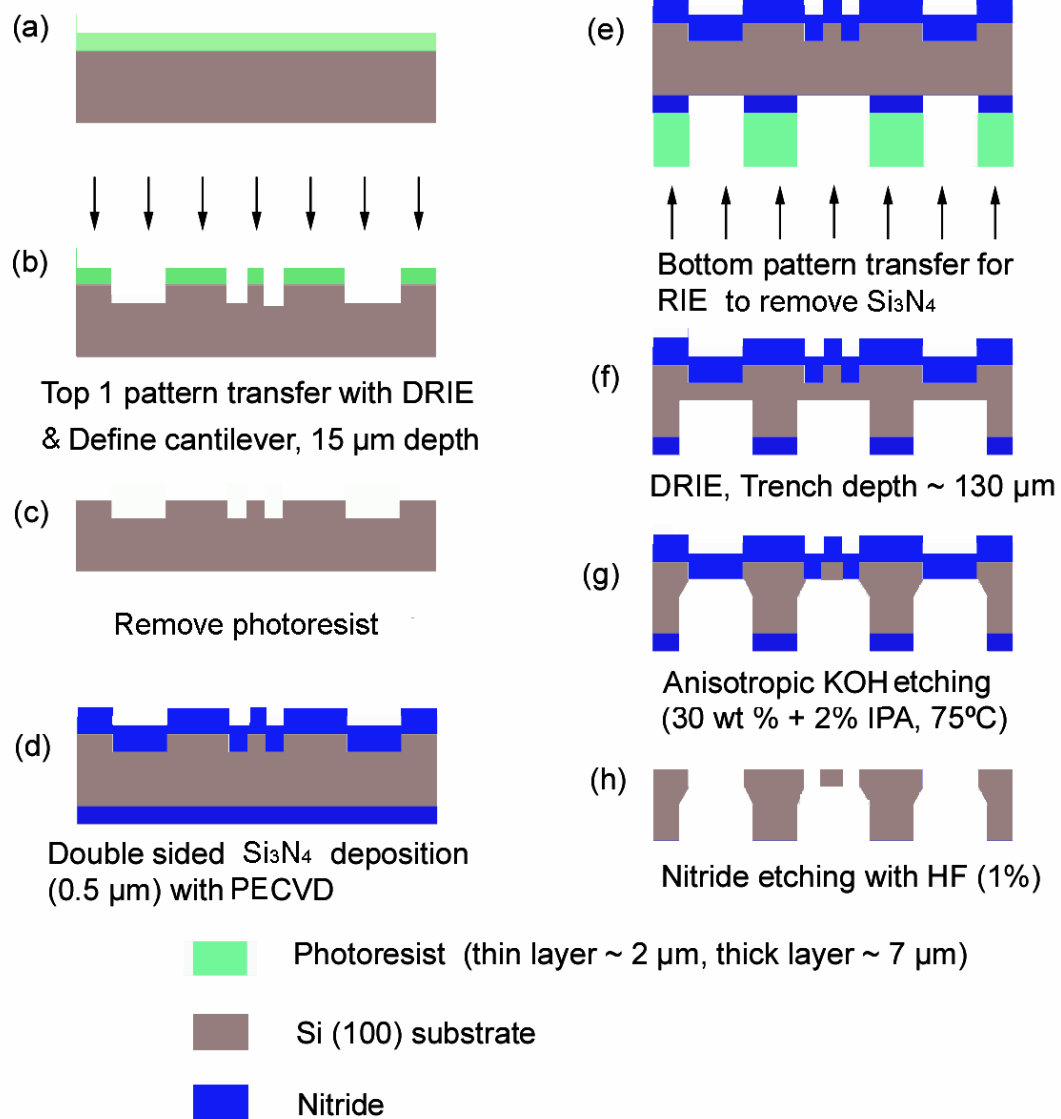 (a)
(b)
Top 1 pattern transfer with DRIE
& Define cantilever, 15 µm depth
(c)
Remove photoresist
(d)
Double sided Si₃N₄ deposition
(0.5 µm) with PECVD
(e)
Bottom pattern transfer for
RIE to remove Si₃N₄
(f)
DRIE, Trench depth ~ 130 µm
(g)
Anisotropic KOH etching
(30 wt % + 2% IPA, 75ºC)
(h)
Nitride etching with HF (1%)
Photoresist (thin layer ~ 2 µm, thick layer ~ 7 µm)
Si (100) substrate
Nitride